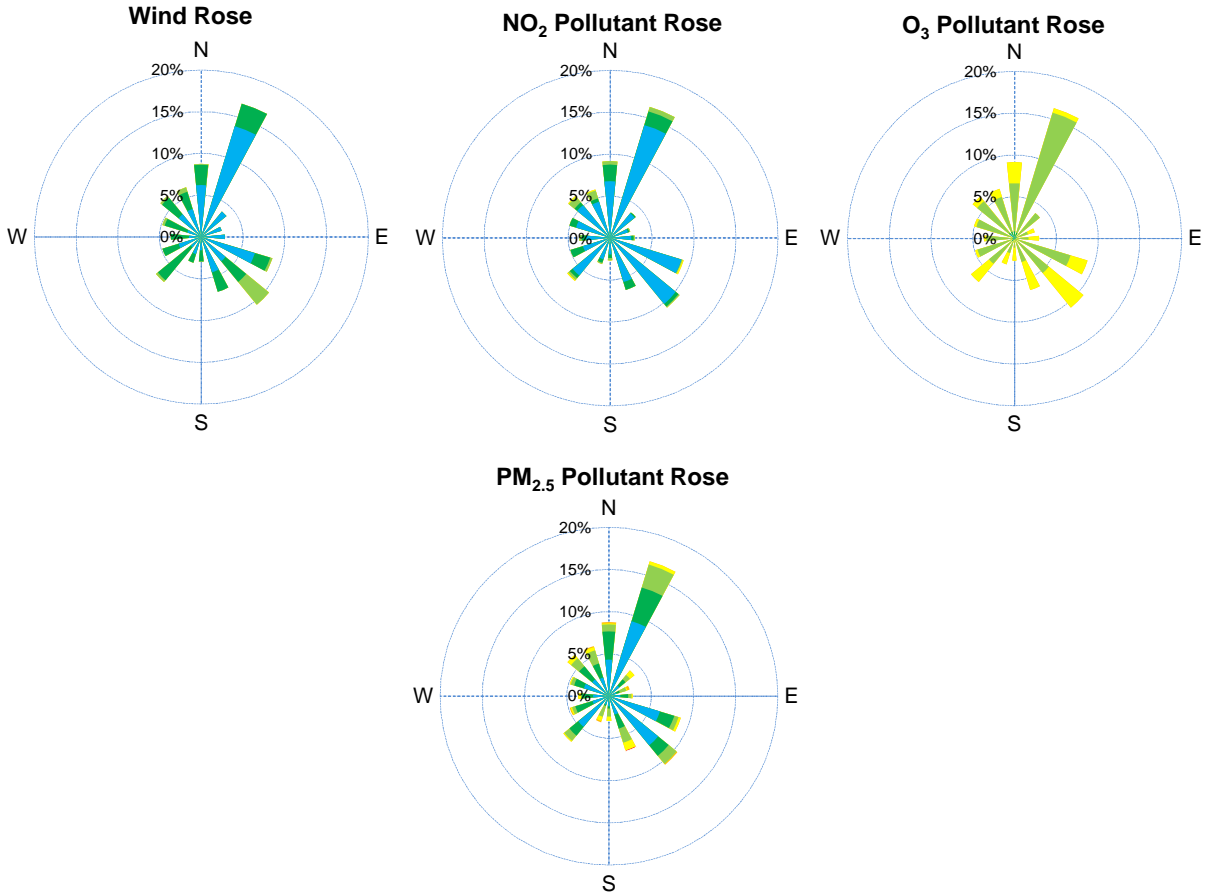 Wind Rose
N
20%
15%
10%
5%
0%
W
E
S
NO₂ Pollutant Rose
N
20%
15%
10%
5%
0%
W
E
S
O₃ Pollutant Rose
N
20%
15%
10%
5%
0%
W
E
S
PM₂.₅ Pollutant Rose
N
20%
15%
10%
5%
0%
W
E
S